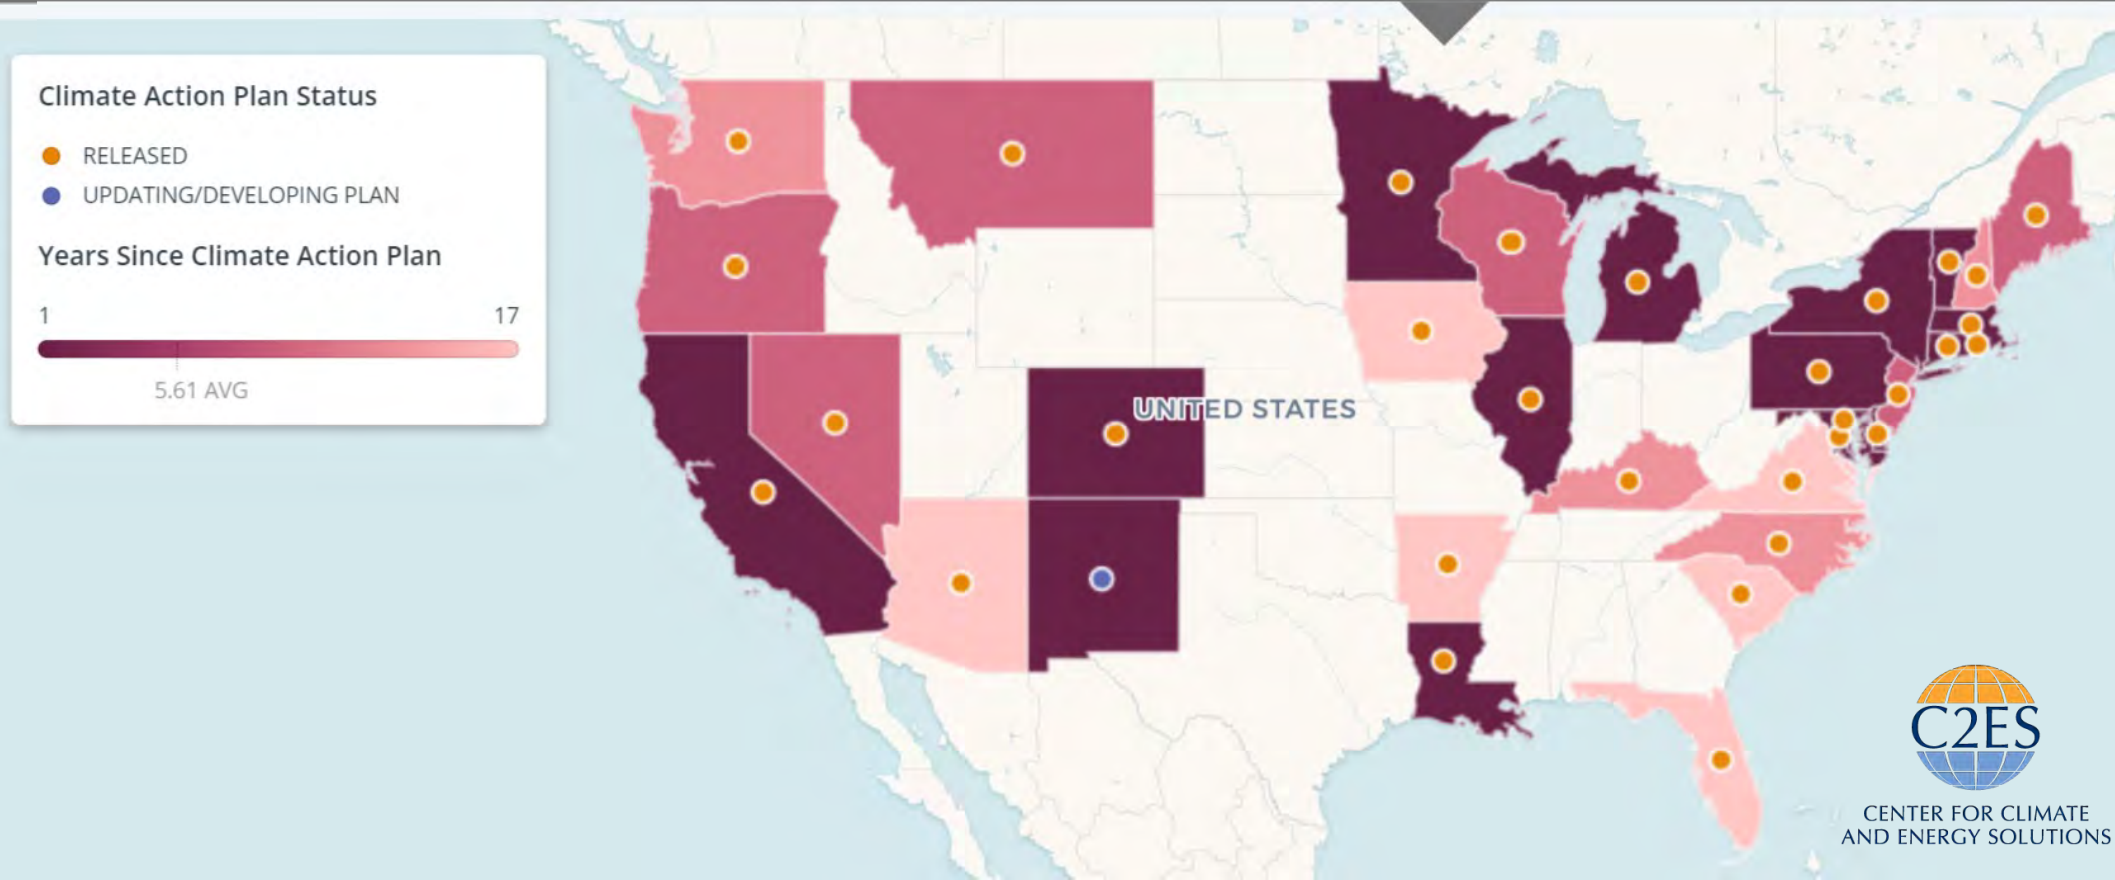 Climate Action Plan Status
RELEASED
UPDATING/DEVELOPING PLAN
Years Since Climate Action Plan
1 17
5.61 AVG
UNITED STATES
C2ES
CENTER FOR CLIMATE
AND ENERGY SOLUTIONS